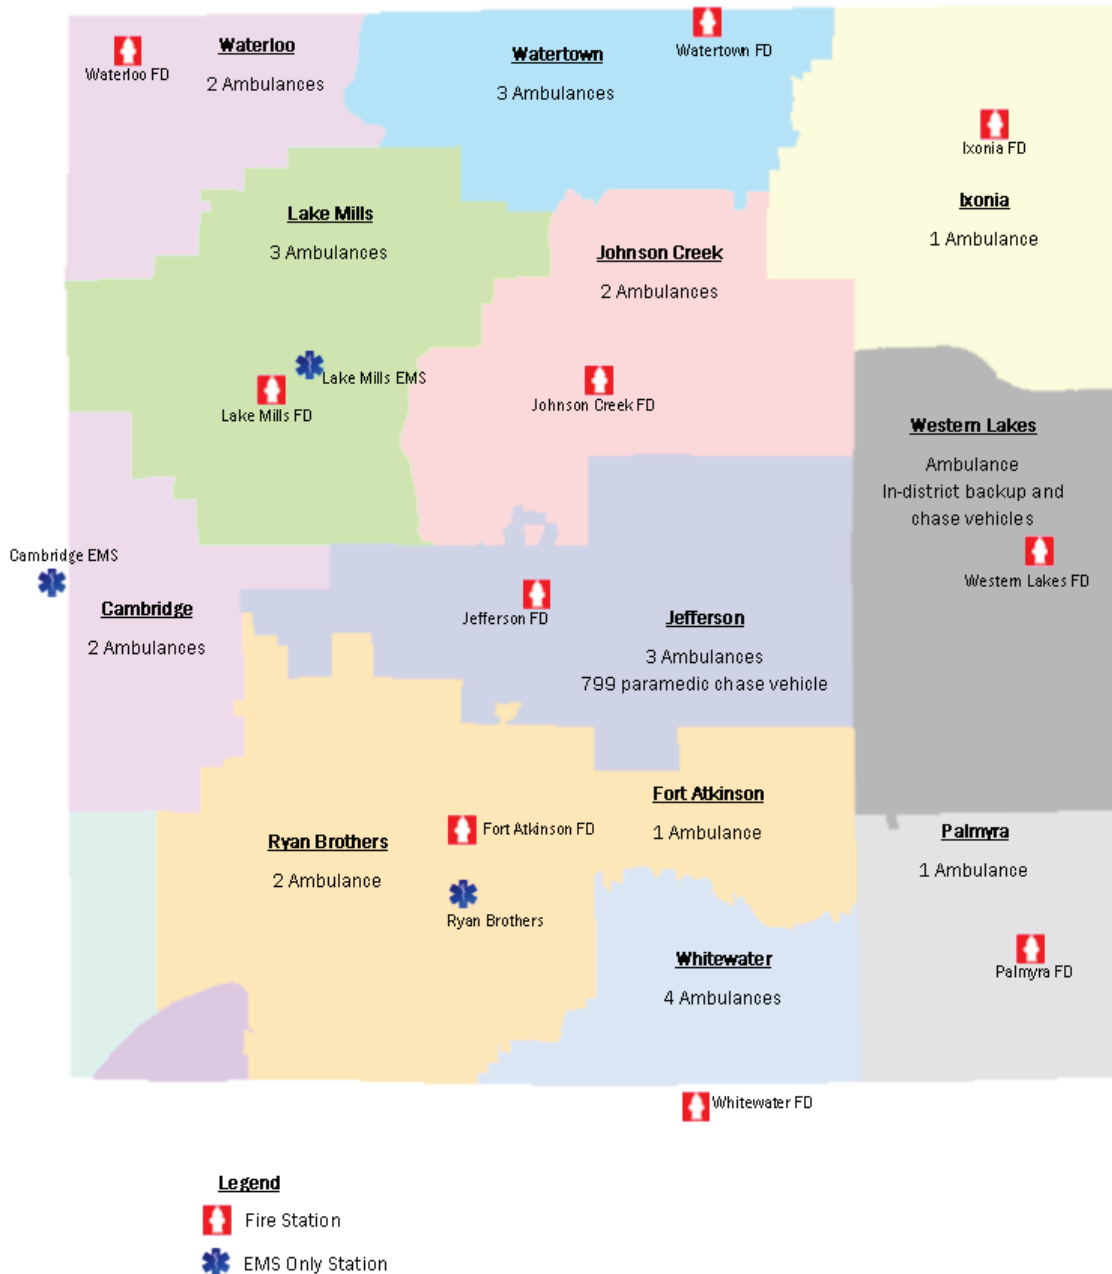 Waterloo
2 Ambulances
Waterloo FD
Watertown
3 Ambulances
Watertown FD
Ixonia FD
Ixonia
1 Ambulance
Lake Mills
3 Ambulances
Lake Mills EMS
Lake Mills FD
Johnson Creek
2 Ambulances
Johnson Creek FD
Western Lakes
Ambulance
In-district backup and
chase vehicles
Western Lakes FD
Cambridge EMS
Cambridge
2 Ambulances
Jefferson FD
Jefferson
3 Ambulances
799 paramedic chase vehicle
Fort Atkinson
1 Ambulance
Fort Atkinson FD
Ryan Brothers
2 Ambulance
Ryan Brothers
Palmyra
1 Ambulance
Palmyra FD
Whitewater
4 Ambulances
Whitewater FD
Legend
Fire Station
EMS Only Station